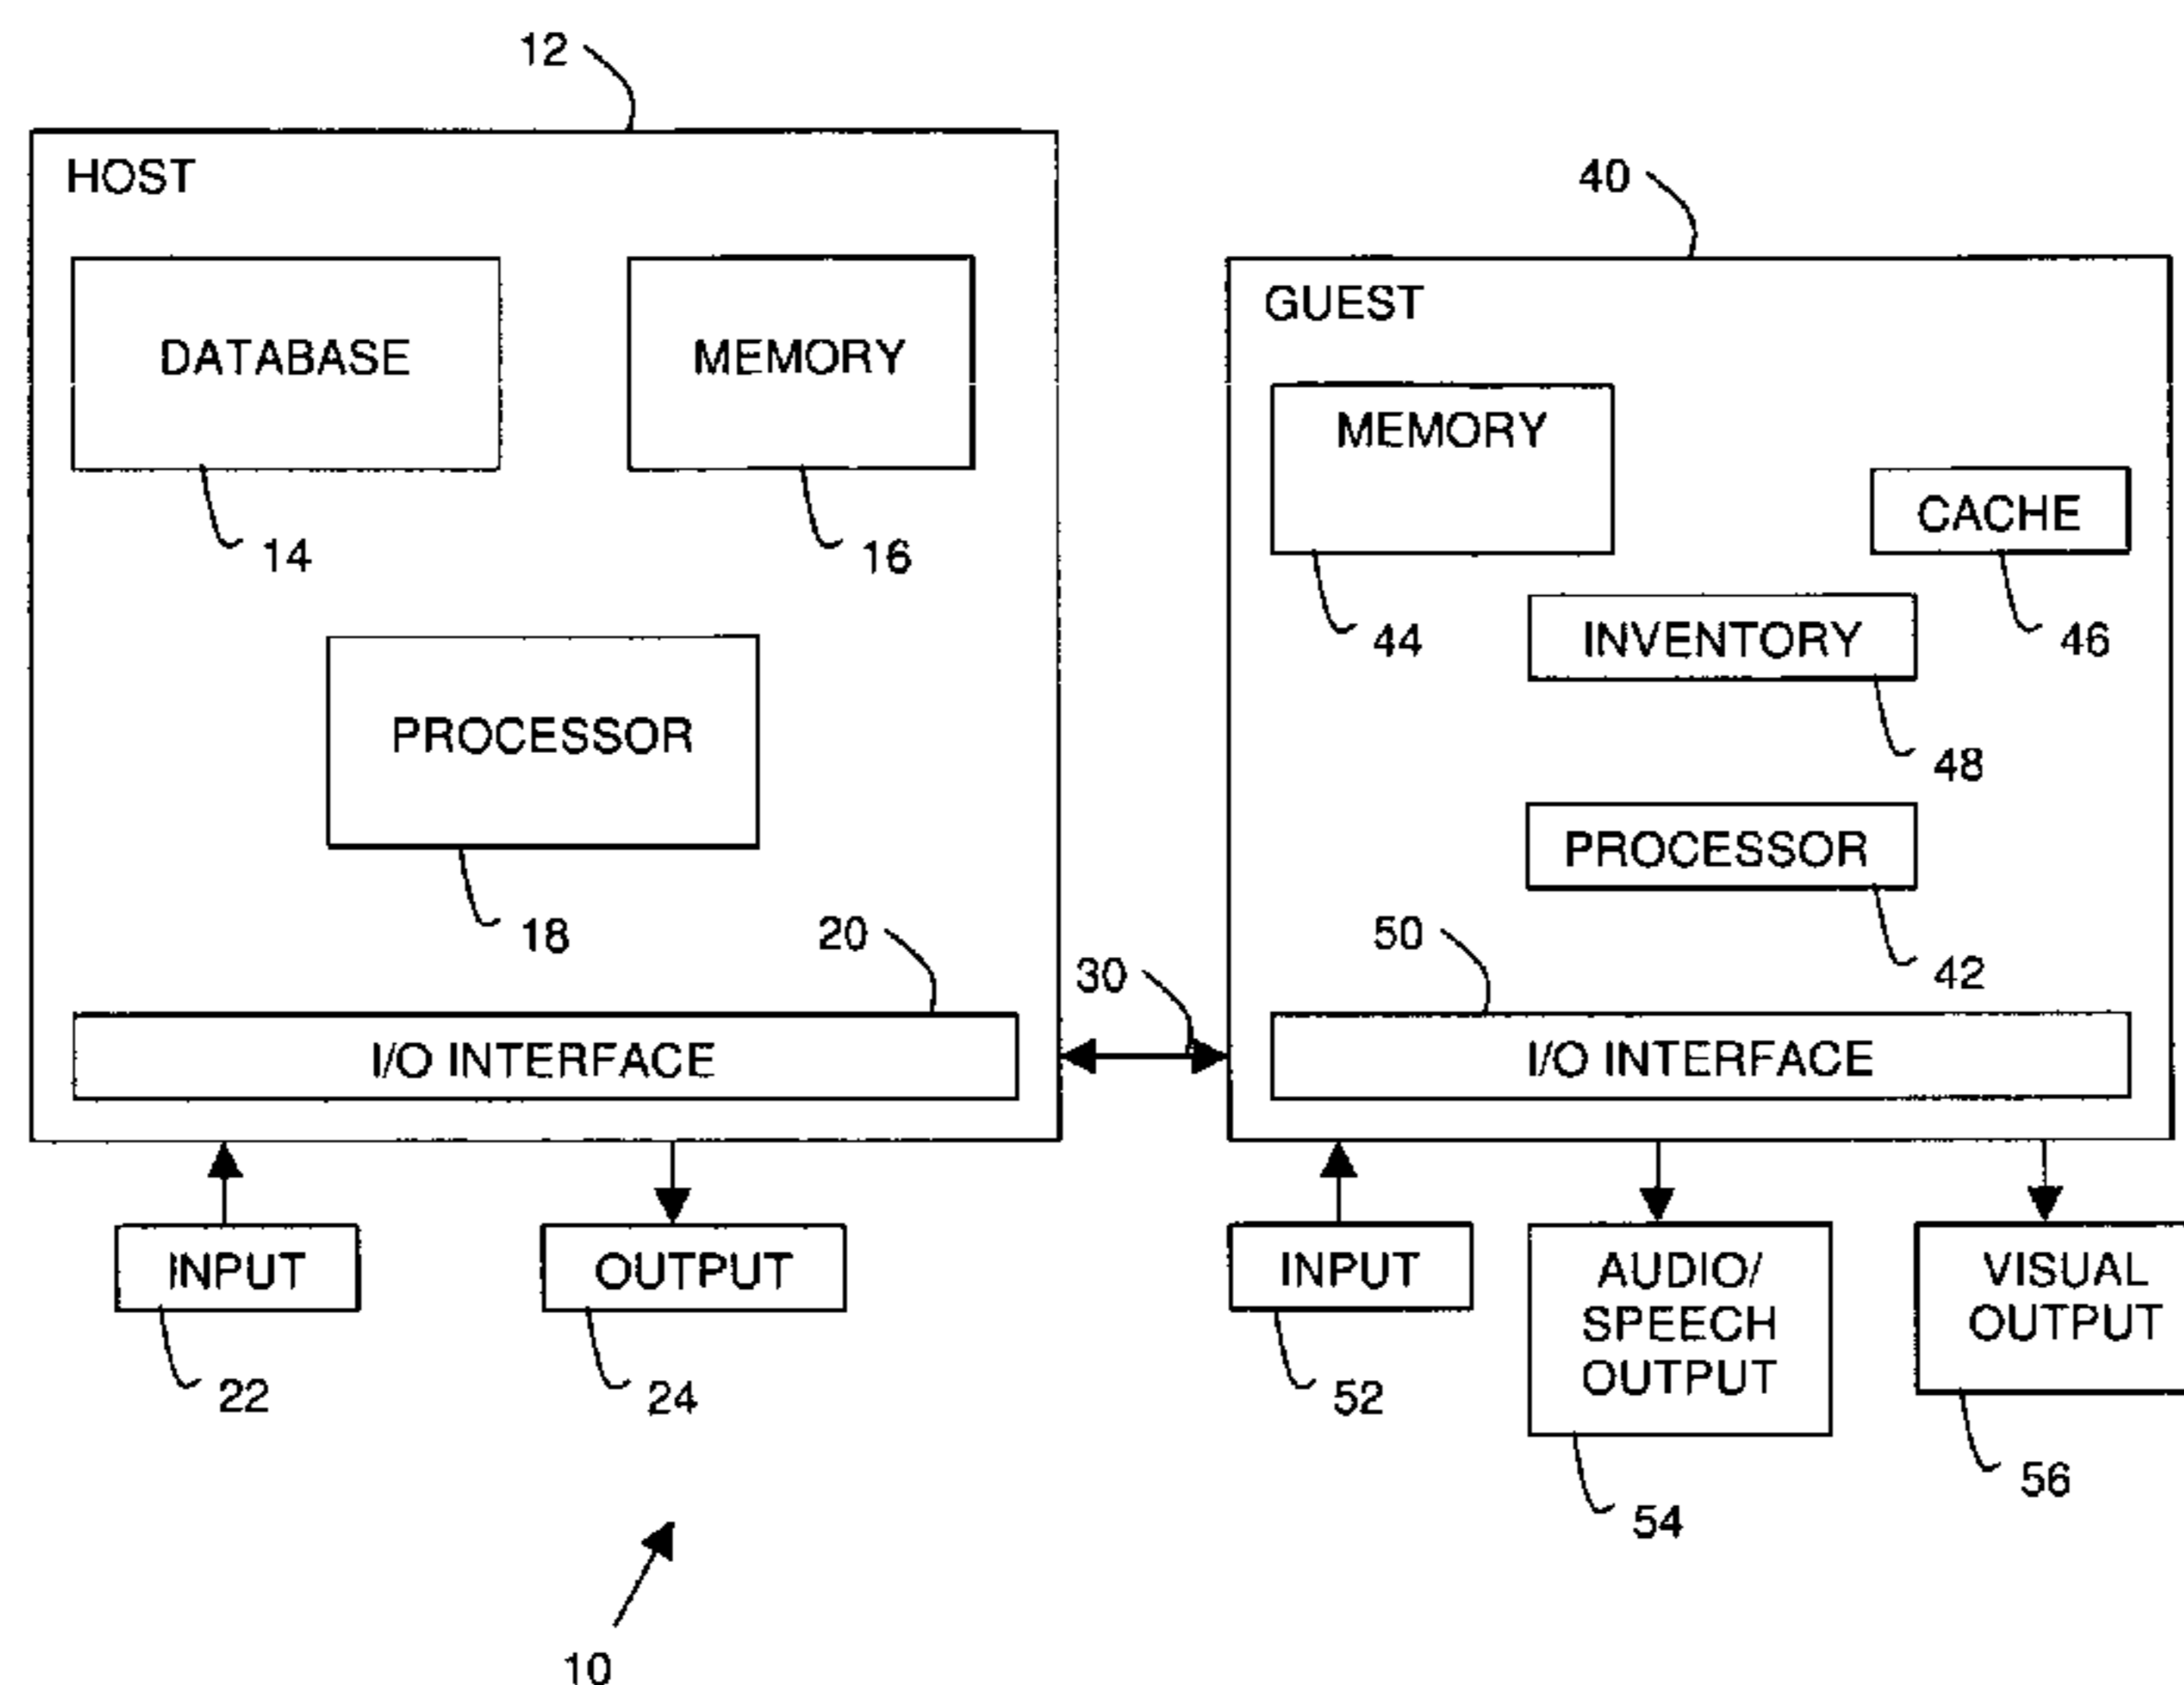 12
HOST
40
GUEST
DATABASE
MEMORY
MEMORY
CACHE
14
16
44
INVENTORY
46
PROCESSOR
48
PROCESSOR
18
20
50
42
30
I/O INTERFACE
I/O INTERFACE
INPUT
OUTPUT
INPUT
AUDIO/
SPEECH
OUTPUT
VISUAL
OUTPUT
22
24
52
54
56
10